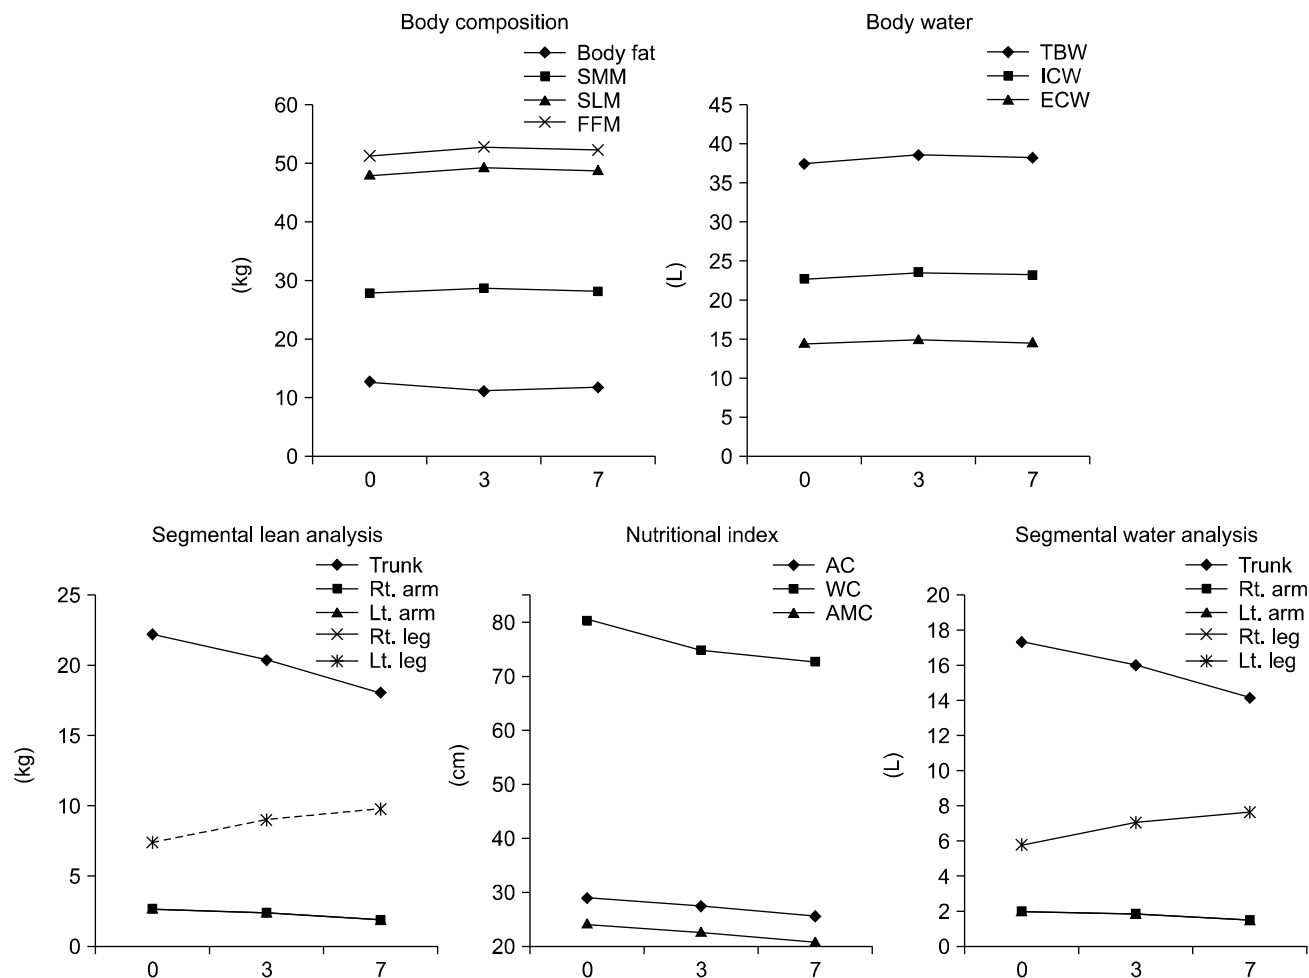 Body composition
Body fat
SMM
SLM
FFM
60
50
40
30
20
10
0
(kg)
0 3 7
Body water
TBW
ICW
ECW
45
40
35
30
25
20
15
10
5
0
(L)
0 3 7
Segmental lean analysis
Trunk
Rt. arm
Lt. arm
Rt. leg
Lt. leg
25
20
15
10
5
0
(kg)
0 3 7
Nutritional index
AC
WC
AMC
80
70
60
50
40
30
20
(cm)
0 3 7
Segmental water analysis
Trunk
Rt. arm
Lt. arm
Rt. leg
Lt. leg
20
18
16
14
12
10
8
6
4
2
0
(L)
0 3 7